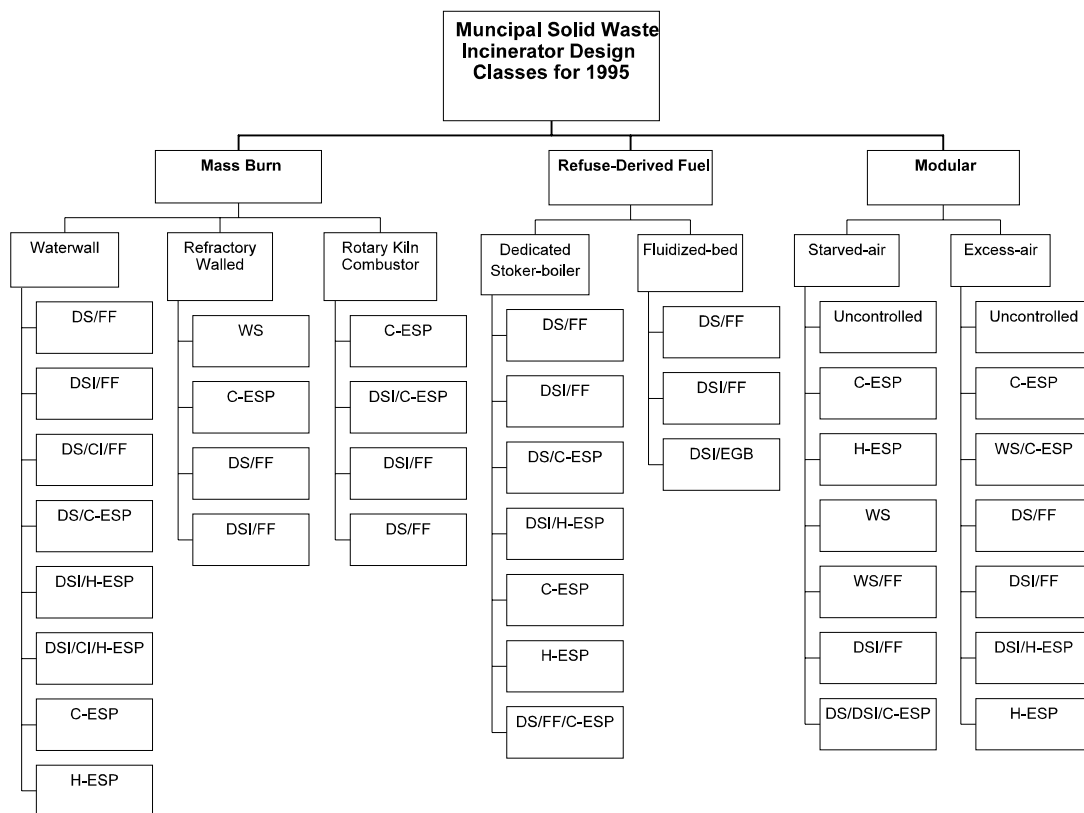 Muncipal Solid Waste
Incinerator Design
Classes for 1995
Mass Burn
Refuse-Derived Fuel
Modular
Waterwall
Refractory
Walled
Rotary Kiln
Combustor
Dedicated
Stoker-boiler
Fluidized-bed
Starved-air
Excess-air
DS/FF
DSI/FF
DS/CI/FF
DS/C-ESP
DSI/H-ESP
DSI/CI/H-ESP
C-ESP
H-ESP
WS
C-ESP
DS/FF
DSI/FF
C-ESP
DSI/C-ESP
DSI/FF
DS/FF
DS/FF
DSI/FF
DS/C-ESP
DSI/H-ESP
C-ESP
H-ESP
DS/FF/C-ESP
DS/FF
DSI/FF
DSI/EGB
Uncontrolled
C-ESP
H-ESP
WS
WS/FF
DSI/FF
DS/DSI/C-ESP
Uncontrolled
C-ESP
WS/C-ESP
DS/FF
DSI/FF
DSI/H-ESP
H-ESP